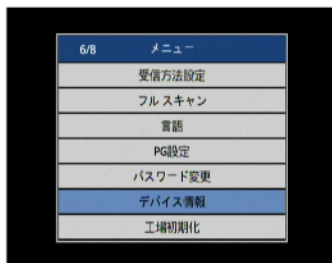 6/8 メニュー
受信方法設定
フル スキャン
言語
PG設定
パスワード変更
デバイス情報
工場初期化